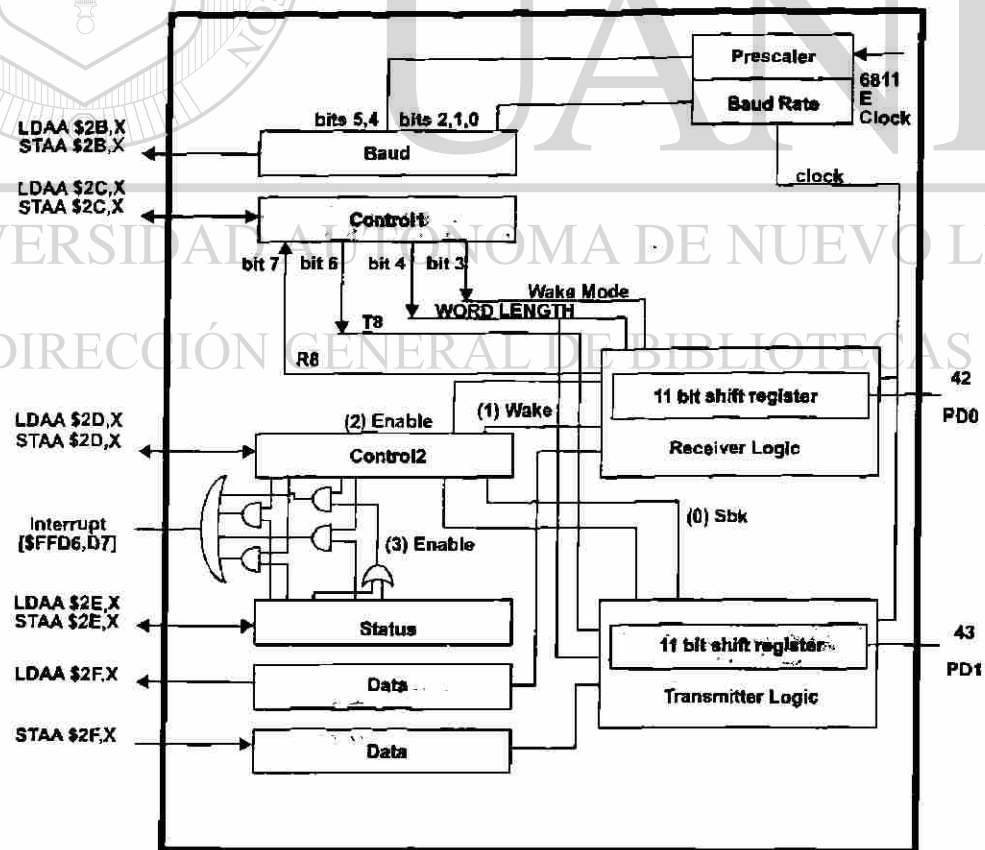 UANL
Prescaler
6811
E
Clock
Baud Rate
bits 5,4 bits 2,1,0
LDAA $2B,X
STAA $2B,X
Baud
clock
LDAA $2C,X
STAA $2C,X
Control1
VERSIDAD AUTÓNOMA DE NUEVO L
bit 7 bit 6 bit 4 bit 3
Wake Mode
WORD LENGTH
T8
DIRECCIÓN GENERAL DE BIBLIOTECAS
R8
42
11 bit shift register
PD0
(2) Enable
(1) Wake
LDAA $2D,X
STAA $2D,X
Control2
Receiver Logic
(0) Sbk
Interrupt
[$FFD6,D7]
(3) Enable
LDAA $2E,X
STAA $2E,X
Status
11 bit shift register
43
PD1
LDAA $2F,X
Data
Transmitter Logic
STAA $2F,X
Data